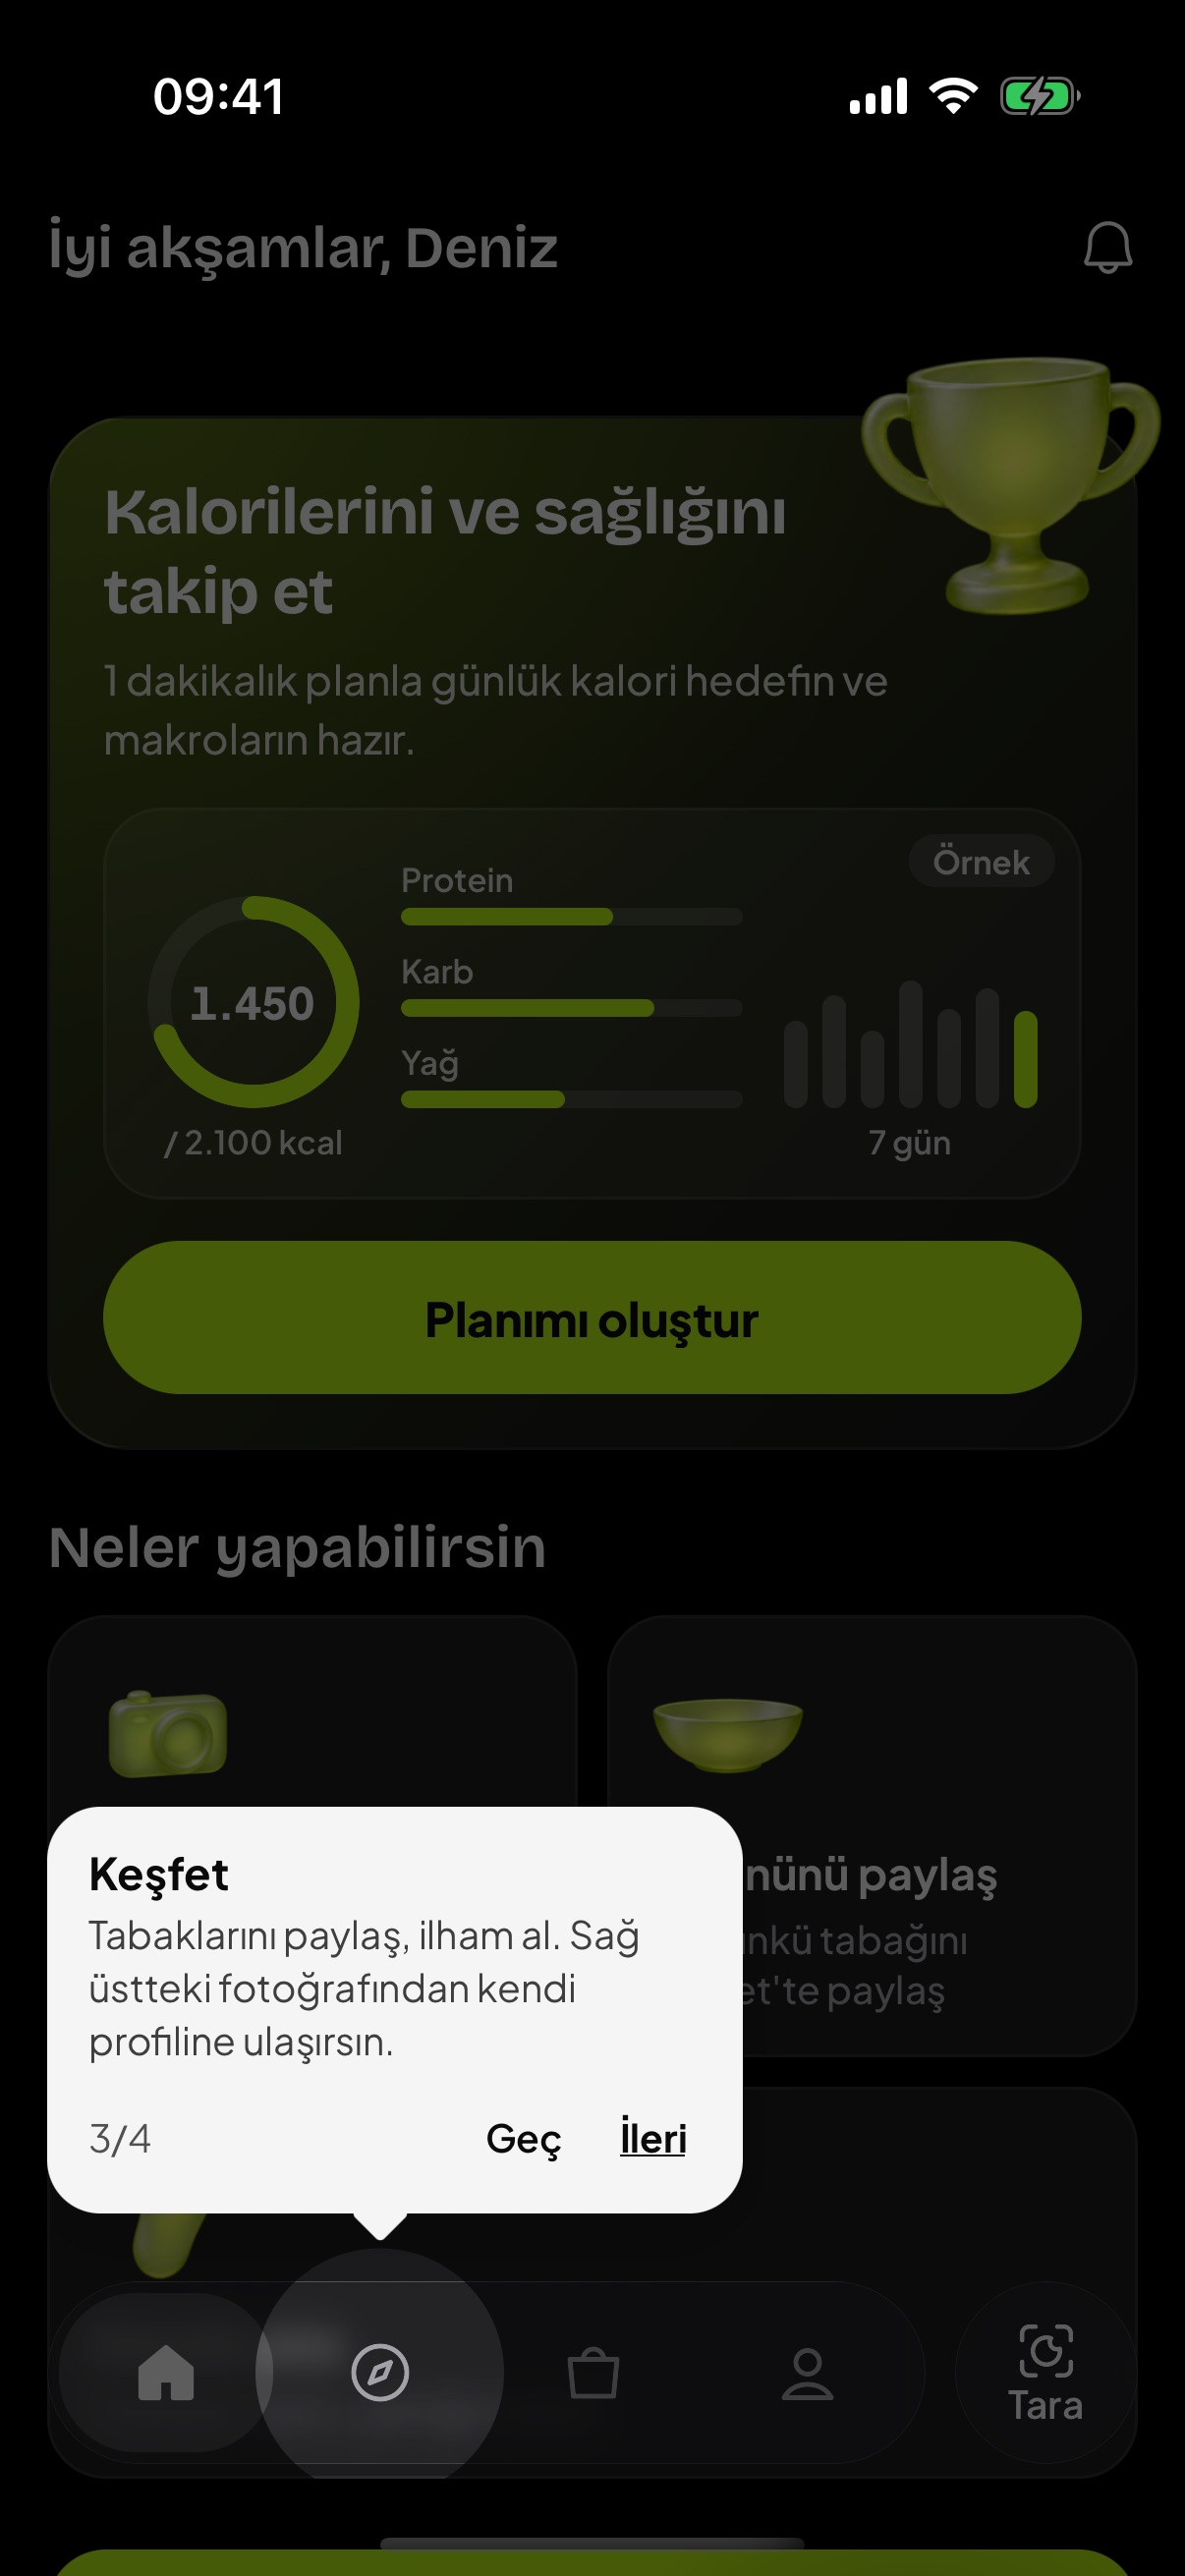 09:41
İyi akşamlar, Deniz
Kalorilerini ve sağlığını
takip et
1 dakikalık planla günlük kalori hedefin ve
makroların hazır.
Örnek
Protein
Karb
Yağ
1.450
/ 2.100 kcal
7 gün
Planımı oluştur
Neler yapabilirsin
nünü paylaş
nkü tabağını
et'te paylaş
Keşfet
Tabaklarını paylaş, ilham al. Sağ
üstteki fotoğrafından kendi
profiline ulaşırsın.
3/4
Geç
İleri
Tara